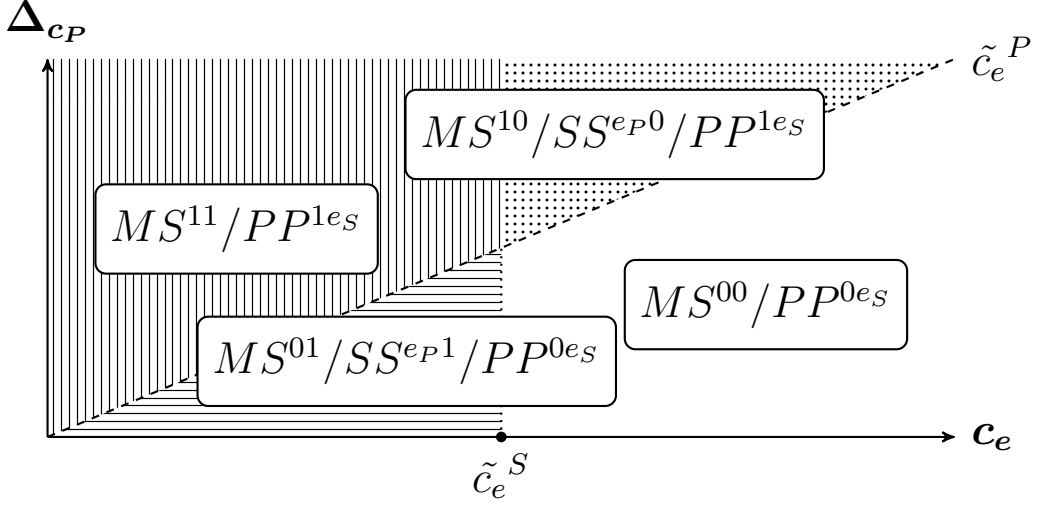 Δ_{c_P}
c̃_e^P
MS^{10}/SS^{e_P0}/PP^{1e_S}
MS^{11}/PP^{1e_S}
MS^{00}/PP^{0e_S}
MS^{01}/SS^{e_P1}/PP^{0e_S}
c_e
c̃_e^S